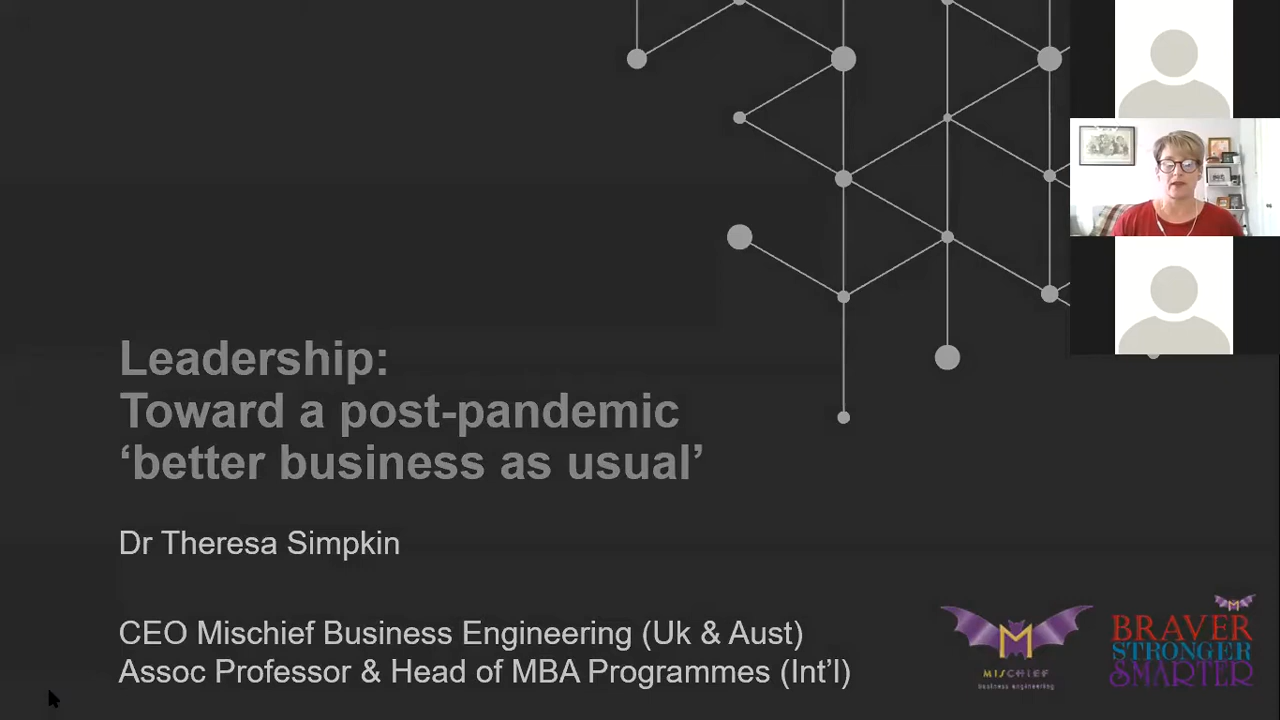 Leadership:
Toward a post-pandemic
‘better business as usual’
Dr Theresa Simpkin
CEO Mischief Business Engineering (Uk & Aust)
Assoc Professor & Head of MBA Programmes (Int’l)
M
MISCHIEF
business engineering
M
BRAVER
STRONGER
SMARTER